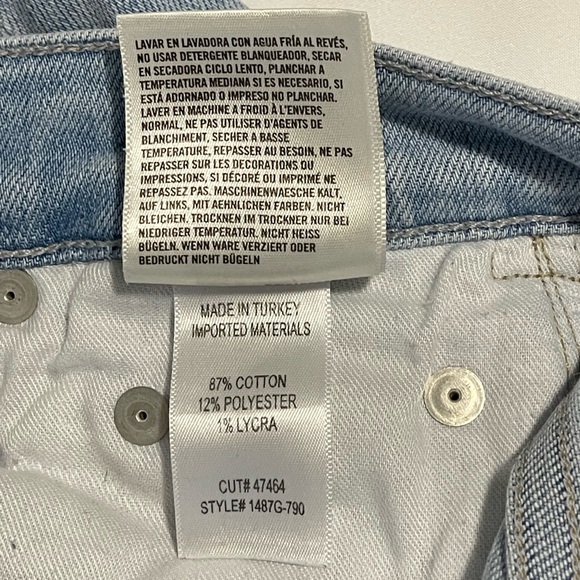 LAVAR EN LAVADORA CON AGUA FRÍA AL REVÉS,
NO USAR DETERGENTE BLANQUEADOR, SECAR
EN SECADORA CICLO LENTO, PLANCHAR A
TEMPERATURA MEDIANA SI ES NECESARIO, SI
ESTÁ ADORNADO O IMPRESO NO PLANCHAR.
LAVER EN MACHINE A FROID À L'ENVERS,
NORMAL, NE PAS UTILISER D'AGENTS DE
BLANCHIMENT, SECHER À BASSE
TEMPERATURE, REPASSER AU BESOIN, NE PAS
REPASSER SUR LES DECORATIONS OU
IMPRESSIONS, SI DÉCORÉ OU IMPRIMÉ NE
REPASSEZ PAS. MASCHINENWAESCHE KALT,
AUF LINKS, MIT AEHNLICHEN FARBEN. NICHT
BLEICHEN. TROCKNEN IM TROCKNER NUR BEI
NIEDRIGER TEMPERATUR. NICHT HEISS
BÜGELN. WENN WARE VERZIERT ODER
BEDRUCKT NICHT BÜGELN
MADE IN TURKEY
IMPORTED MATERIALS
87% COTTON
12% POLYESTER
1% LYCRA
CUT# 47464
STYLE# 1487G-790